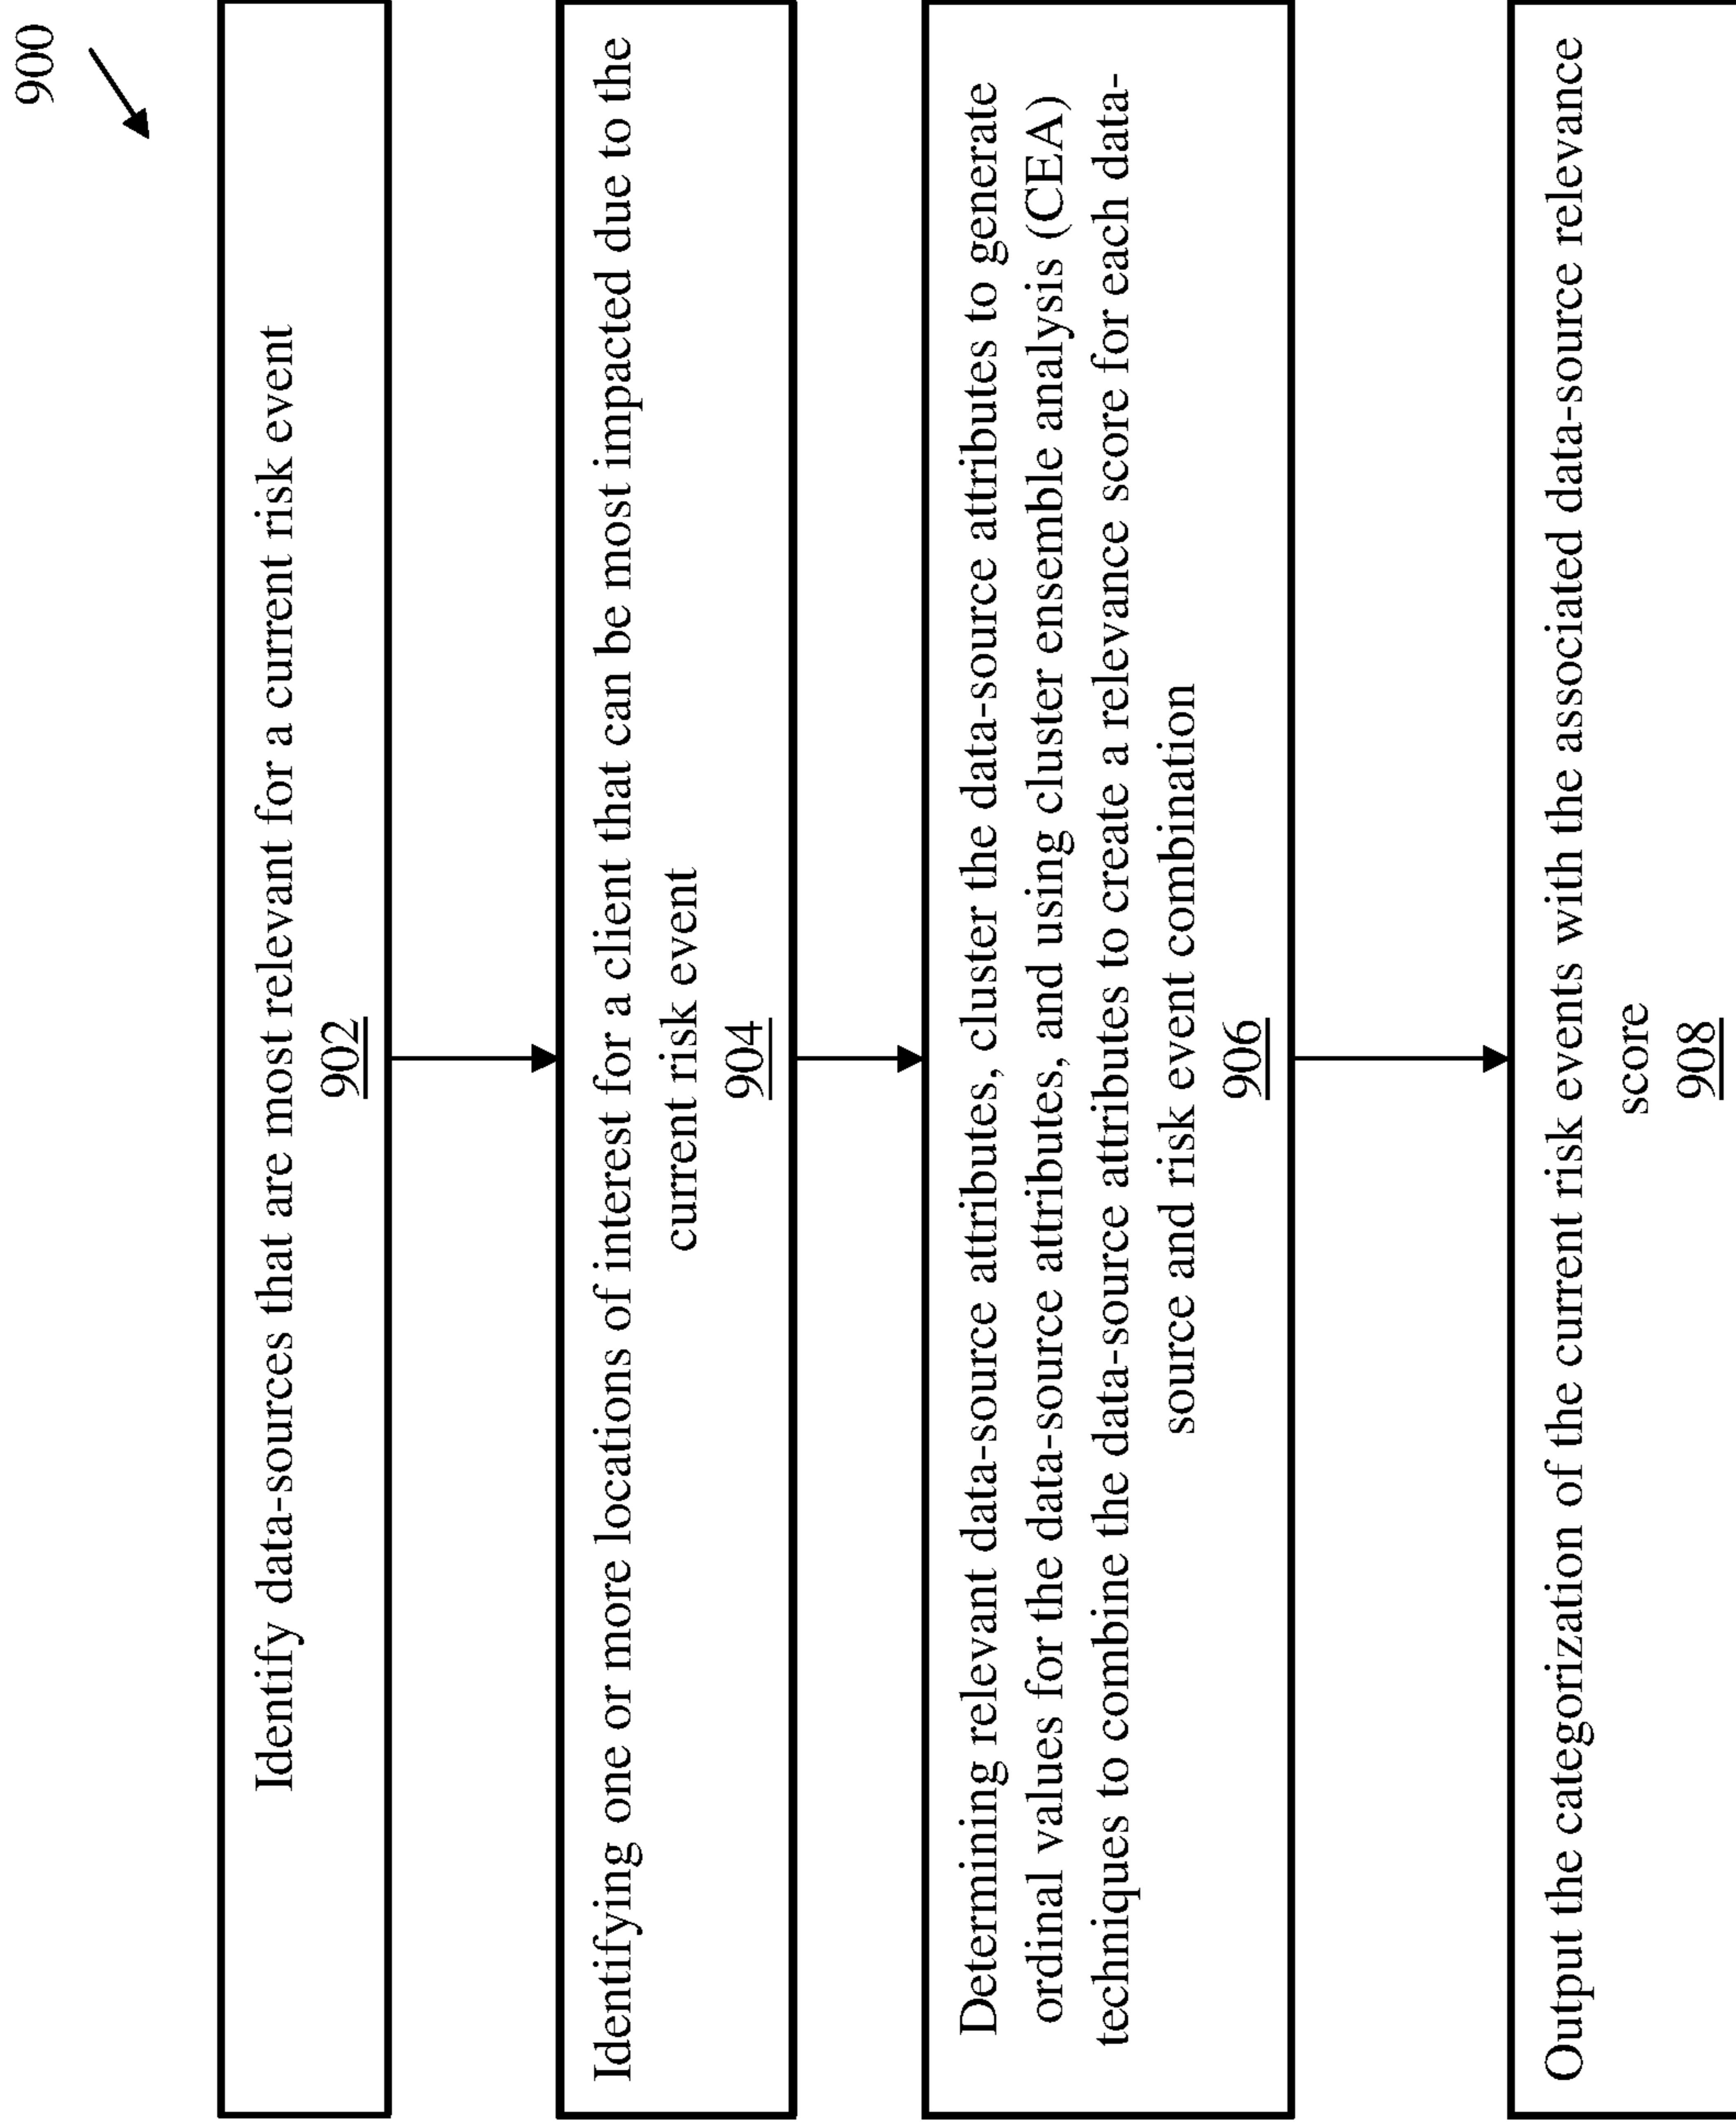 900
Identify data-sources that are most relevant for a current risk event
902
Identifying one or more locations of interest for a client that can be most impacted due to the
current risk event
904
Determining relevant data-source attributes, cluster the data-source attributes to generate
ordinal values for the data-source attributes, and using cluster ensemble analysis (CEA)
techniques to combine the data-source attributes to create a relevance score for each data-
source and risk event combination
906
Output the categorization of the current risk events with the associated data-source relevance
score
908